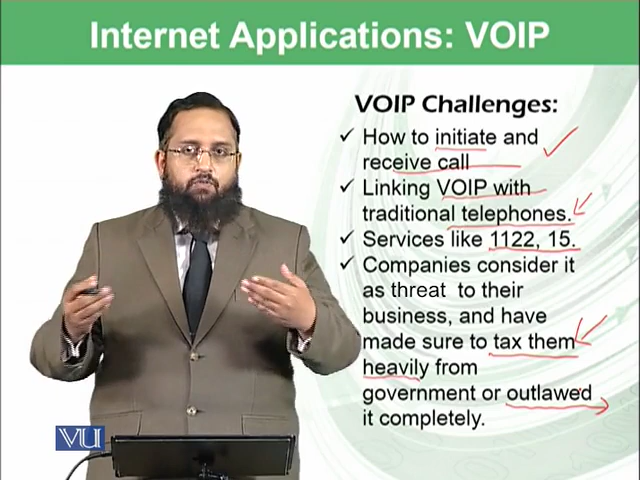 Internet Applications: VOIP
VOIP Challenges:
✓ How to initiate and
receive call
✓ Linking VOIP with
traditional telephones.
✓ Services like 1122, 15.
✓ Companies consider it
as threat to their
business, and have
made sure to tax them
heavily from
government or outlawed
it completely.
VU